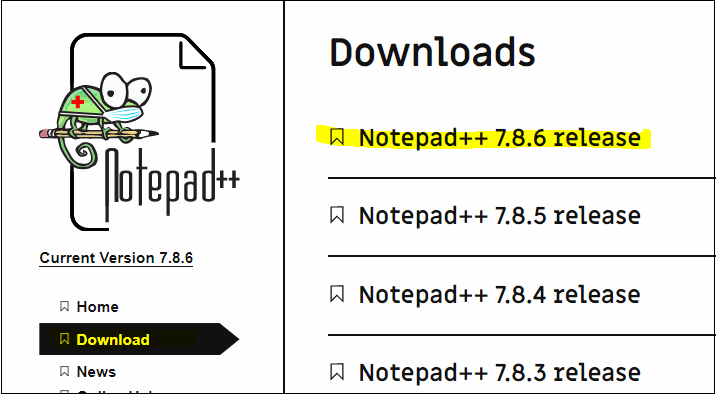 Notepad++
Current Version 7.8.6
Home
Download
News
Downloads
Notepad++ 7.8.6 release
Notepad++ 7.8.5 release
Notepad++ 7.8.4 release
Notepad++ 7.8.3 release